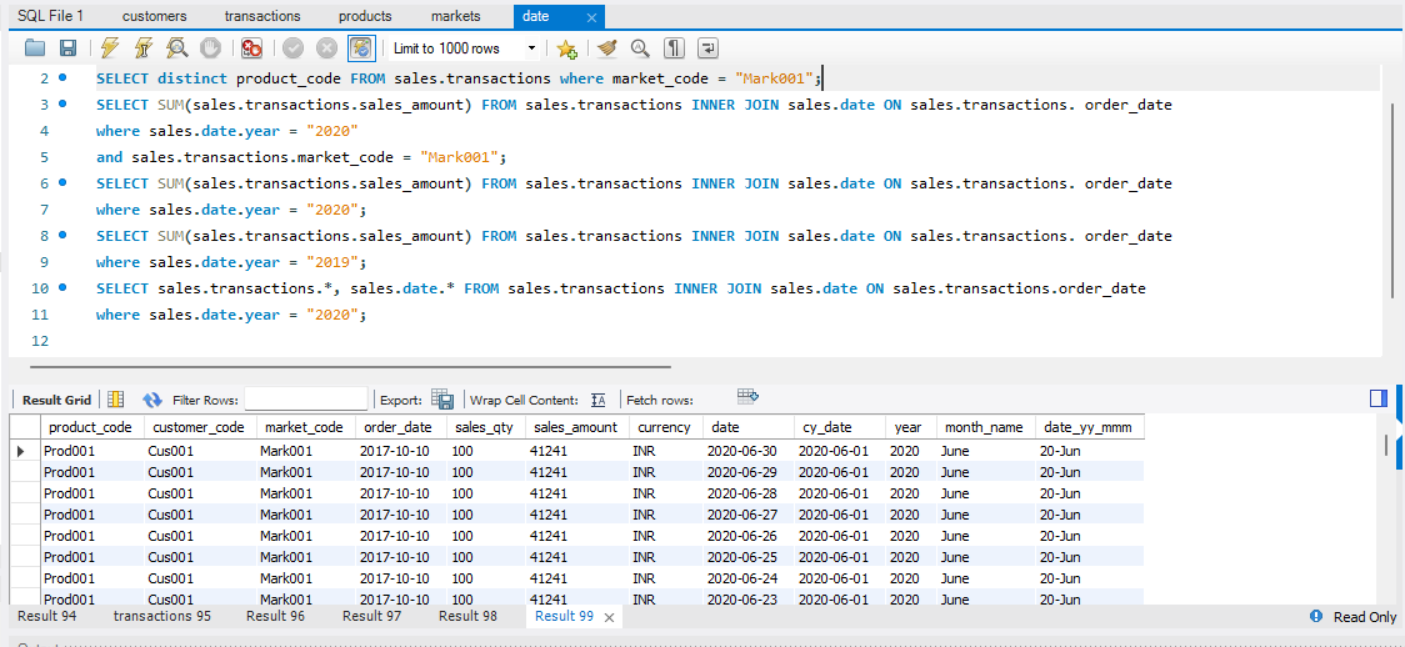 SQL File 1 customers transactions products markets date ×
Limit to 1000 rows
2 SELECT distinct product_code FROM sales.transactions where market_code = "Mark001";
3 SELECT SUM(sales.transactions.sales_amount) FROM sales.transactions INNER JOIN sales.date ON sales.transactions. order_date
4 where sales.date.year = "2020"
5 and sales.transactions.market_code = "Mark001";
6 SELECT SUM(sales.transactions.sales_amount) FROM sales.transactions INNER JOIN sales.date ON sales.transactions. order_date
7 where sales.date.year = "2020";
8 SELECT SUM(sales.transactions.sales_amount) FROM sales.transactions INNER JOIN sales.date ON sales.transactions. order_date
9 where sales.date.year = "2019";
10 SELECT sales.transactions.*, sales.date.* FROM sales.transactions INNER JOIN sales.date ON sales.transactions.order_date
11 where sales.date.year = "2020";
12
Result Grid Filter Rows: Export: Wrap Cell Content: IA Fetch rows:
product_code customer_code market_code order_date sales_qty sales_amount currency date cy_date year month_name date_yy_mmm
Prod001 Cus001 Mark001 2017-10-10 100 41241 INR 2020-06-30 2020-06-01 2020 June 20-Jun
Prod001 Cus001 Mark001 2017-10-10 100 41241 INR 2020-06-29 2020-06-01 2020 June 20-Jun
Prod001 Cus001 Mark001 2017-10-10 100 41241 INR 2020-06-28 2020-06-01 2020 June 20-Jun
Prod001 Cus001 Mark001 2017-10-10 100 41241 INR 2020-06-27 2020-06-01 2020 June 20-Jun
Prod001 Cus001 Mark001 2017-10-10 100 41241 INR 2020-06-26 2020-06-01 2020 June 20-Jun
Prod001 Cus001 Mark001 2017-10-10 100 41241 INR 2020-06-25 2020-06-01 2020 June 20-Jun
Prod001 Cus001 Mark001 2017-10-10 100 41241 INR 2020-06-24 2020-06-01 2020 June 20-Jun
Prod001 Cus001 Mark001 2017-10-10 100 41241 INR 2020-06-23 2020-06-01 2020 June 20-Jun
Result 94 transactions 95 Result 96 Result 97 Result 98 Result 99 × Read Only